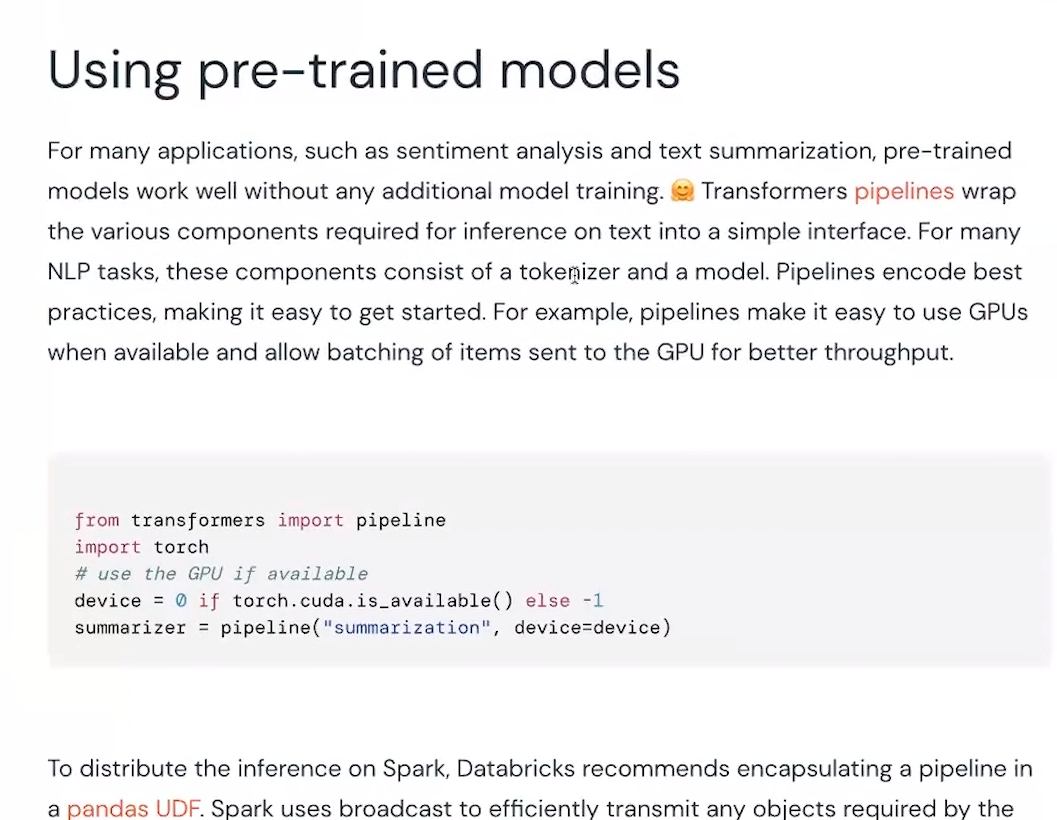 Using pre-trained models
For many applications, such as sentiment analysis and text summarization, pre-trained
models work well without any additional model training. 🤗 Transformers pipelines wrap
the various components required for inference on text into a simple interface. For many
NLP tasks, these components consist of a tokenizer and a model. Pipelines encode best
practices, making it easy to get started. For example, pipelines make it easy to use GPUs
when available and allow batching of items sent to the GPU for better throughput.
from transformers import pipeline
import torch
# use the GPU if available
device = 0 if torch.cuda.is_available() else -1
summarizer = pipeline("summarization", device=device)
To distribute the inference on Spark, Databricks recommends encapsulating a pipeline in
a pandas UDF. Spark uses broadcast to efficiently transmit any objects required by the